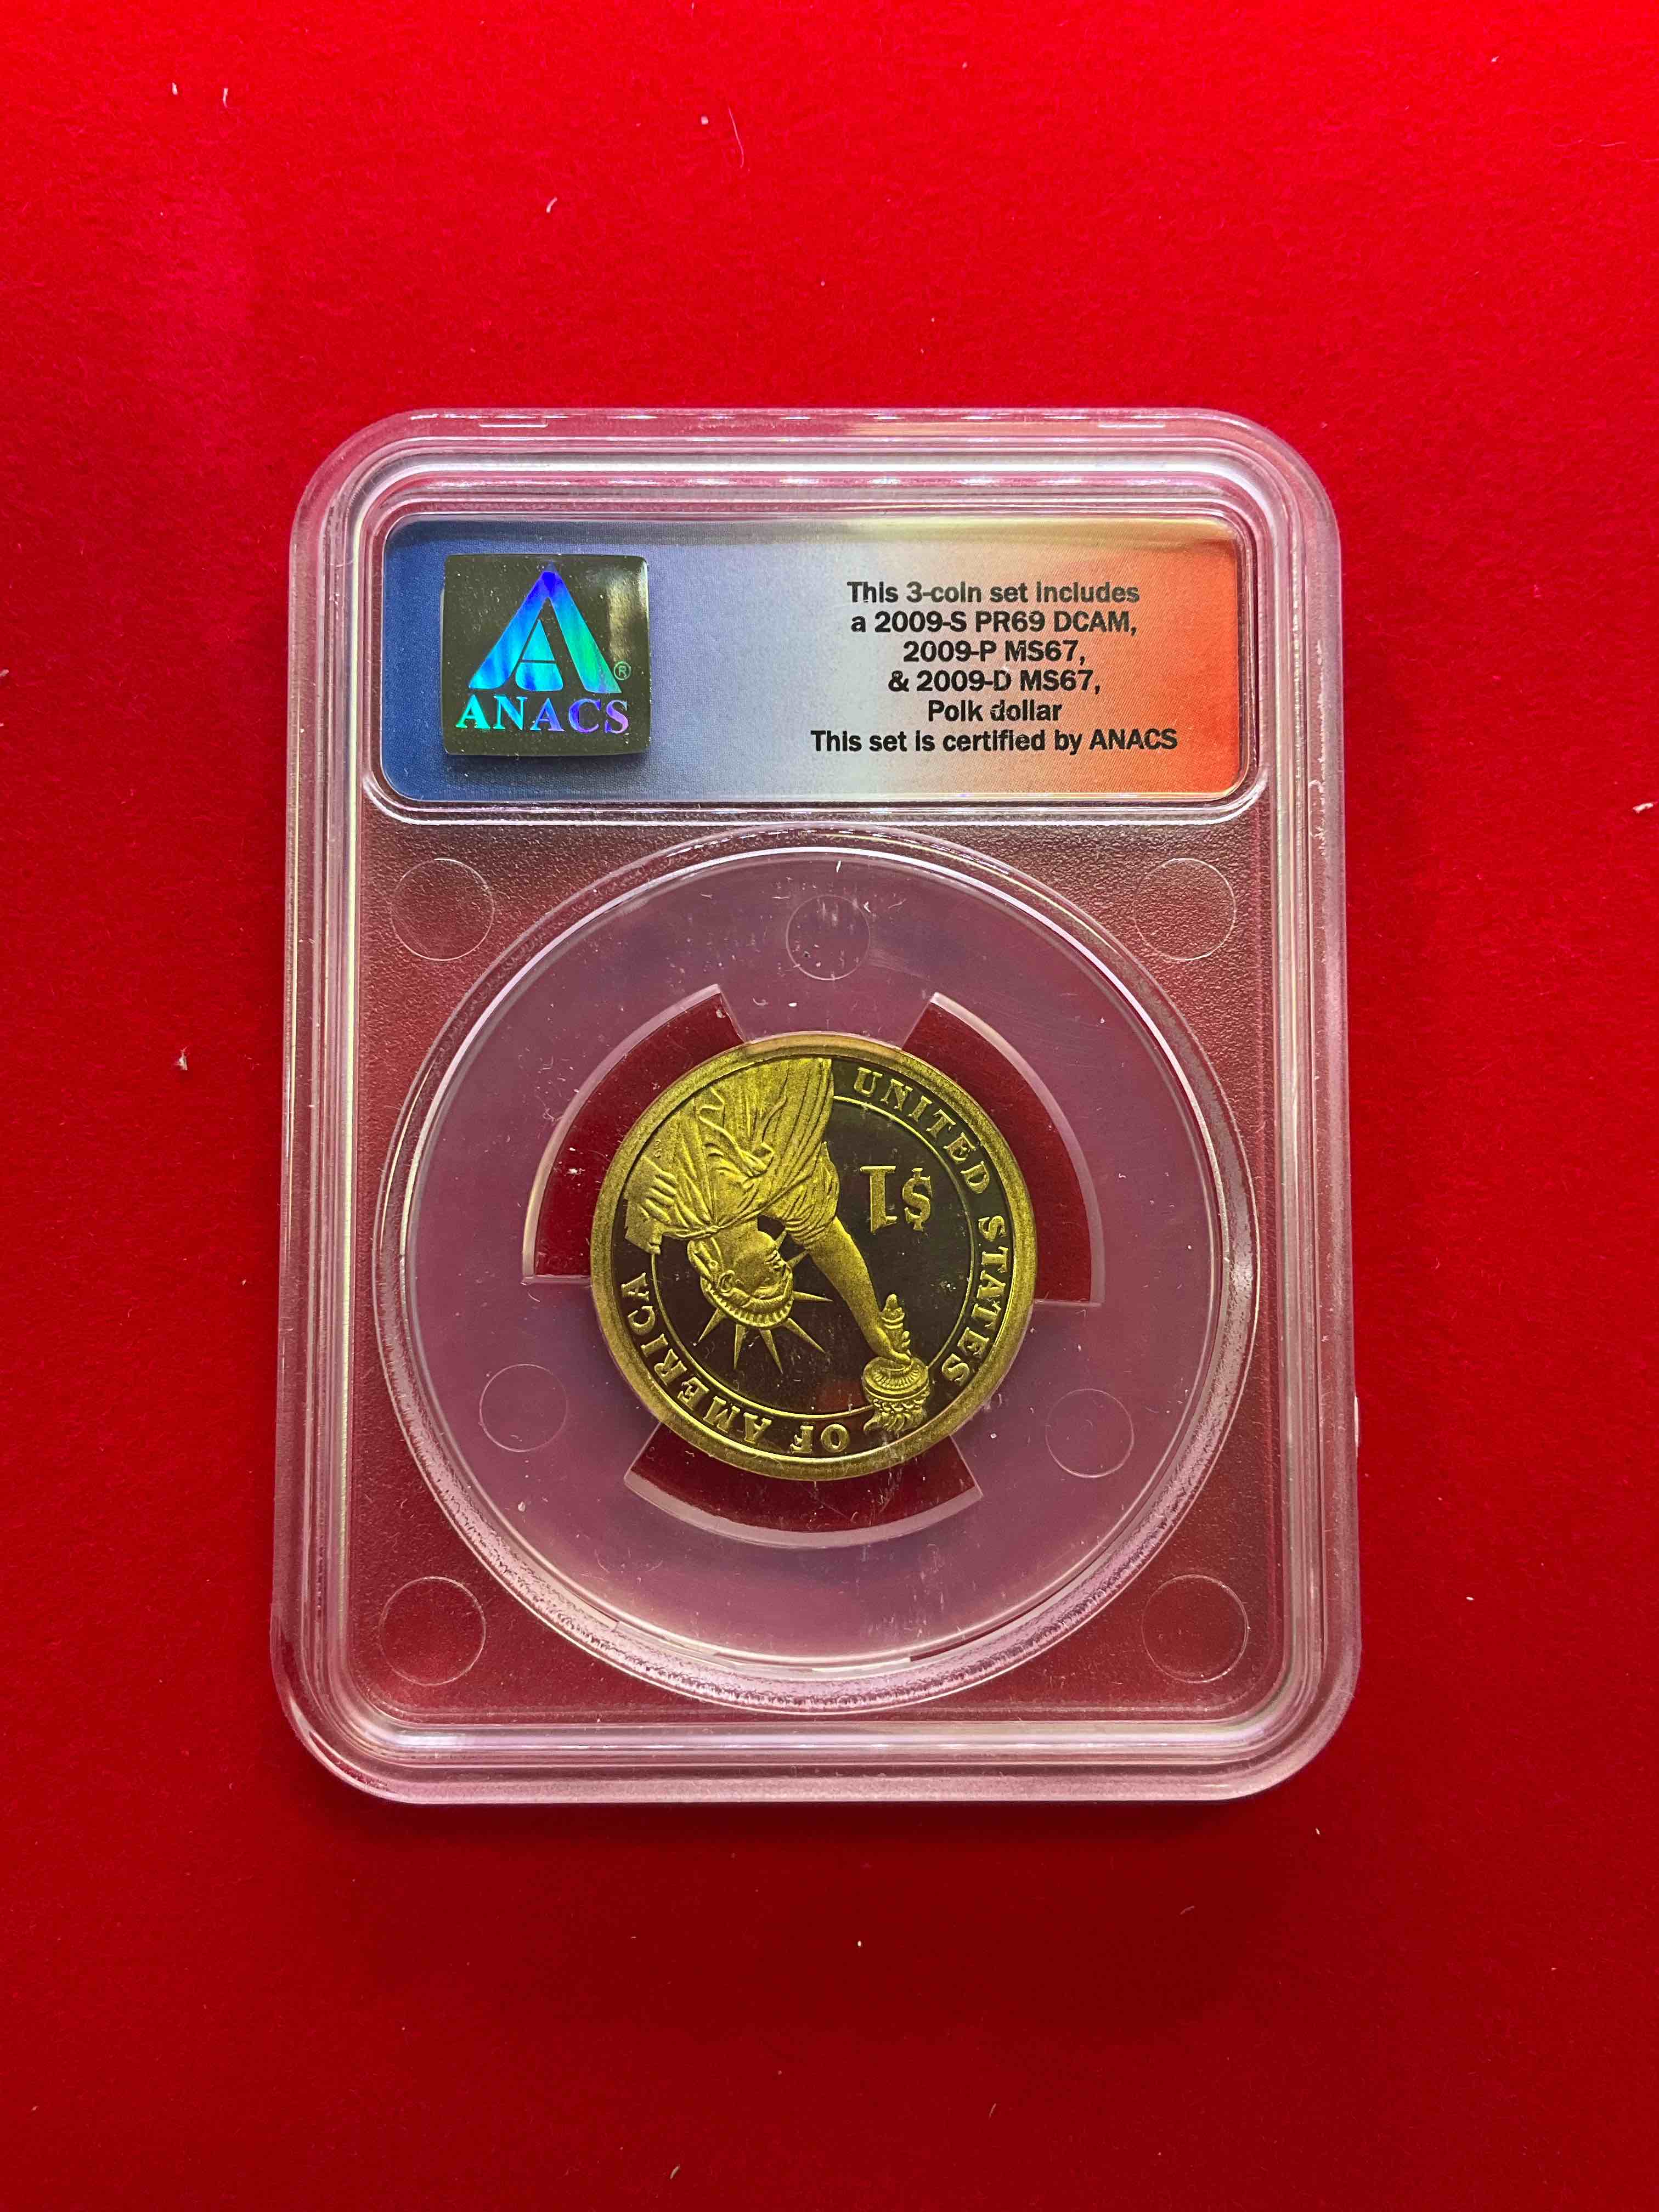 ANACS
®
This 3-coin set includes
a 2009-S PR69 DCAM,
2009-P MS67,
& 2009-D MS67,
Polk dollar
This set is certified by ANACS
UNITED STATES OF AMERICA
$1